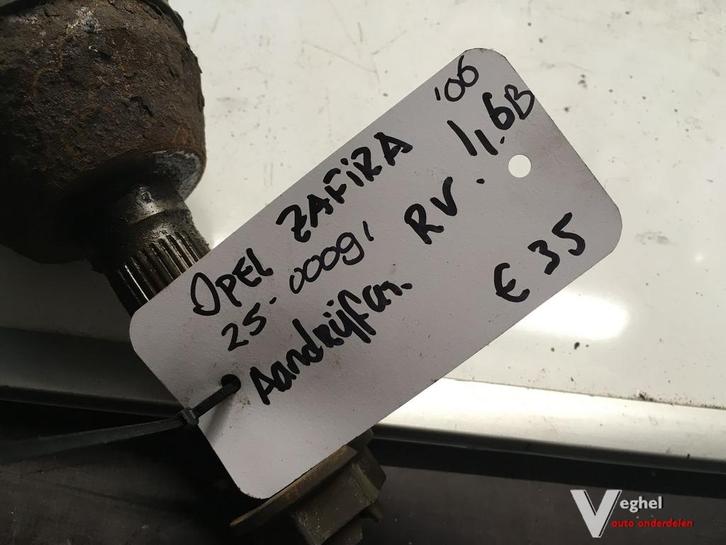 OPEL ZAFIRA '06
25-00091
Aandrijfas. RV. 1.6B
€ 35
Veghel
auto onderdelen